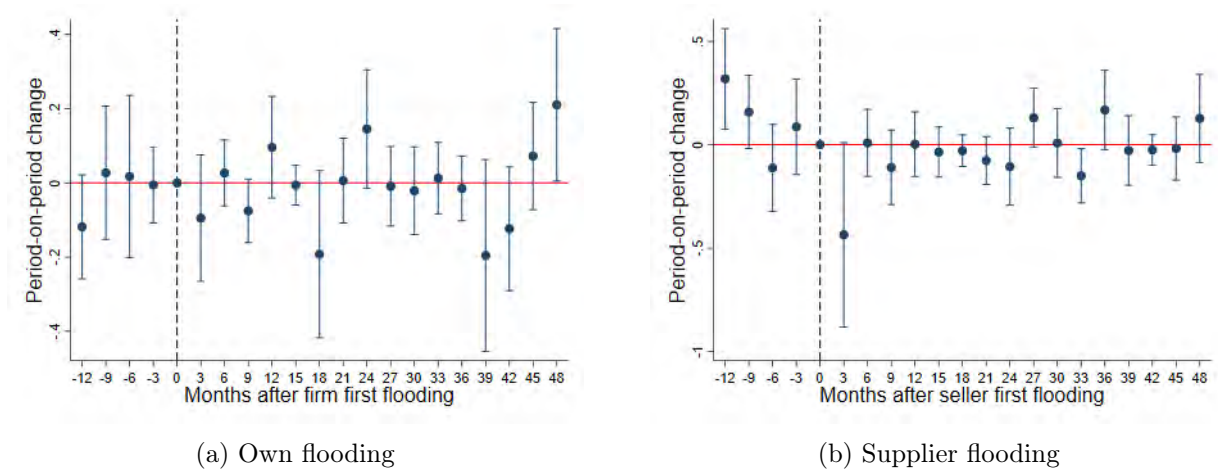 Period-on-period change
.4
.2
0
-.2
-.4
-12 -9 -6 -3 0 3 6 9 12 15 18 21 24 27 30 33 36 39 42 45 48
Months after firm first flooding
(a) Own flooding
Period-on-period change
.5
0
-.5
-1
-12 -9 -6 -3 0 3 6 9 12 15 18 21 24 27 30 33 36 39 42 45 48
Months after seller first flooding
(b) Supplier flooding